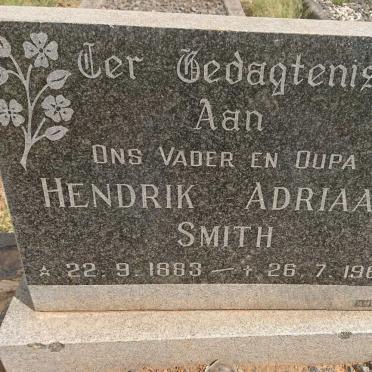 Ter Gedagtenis
Aan
Ons Vader en Oupa
Hendrik Adriaa
Smith
* 22.9.1883 — † 26.7.196